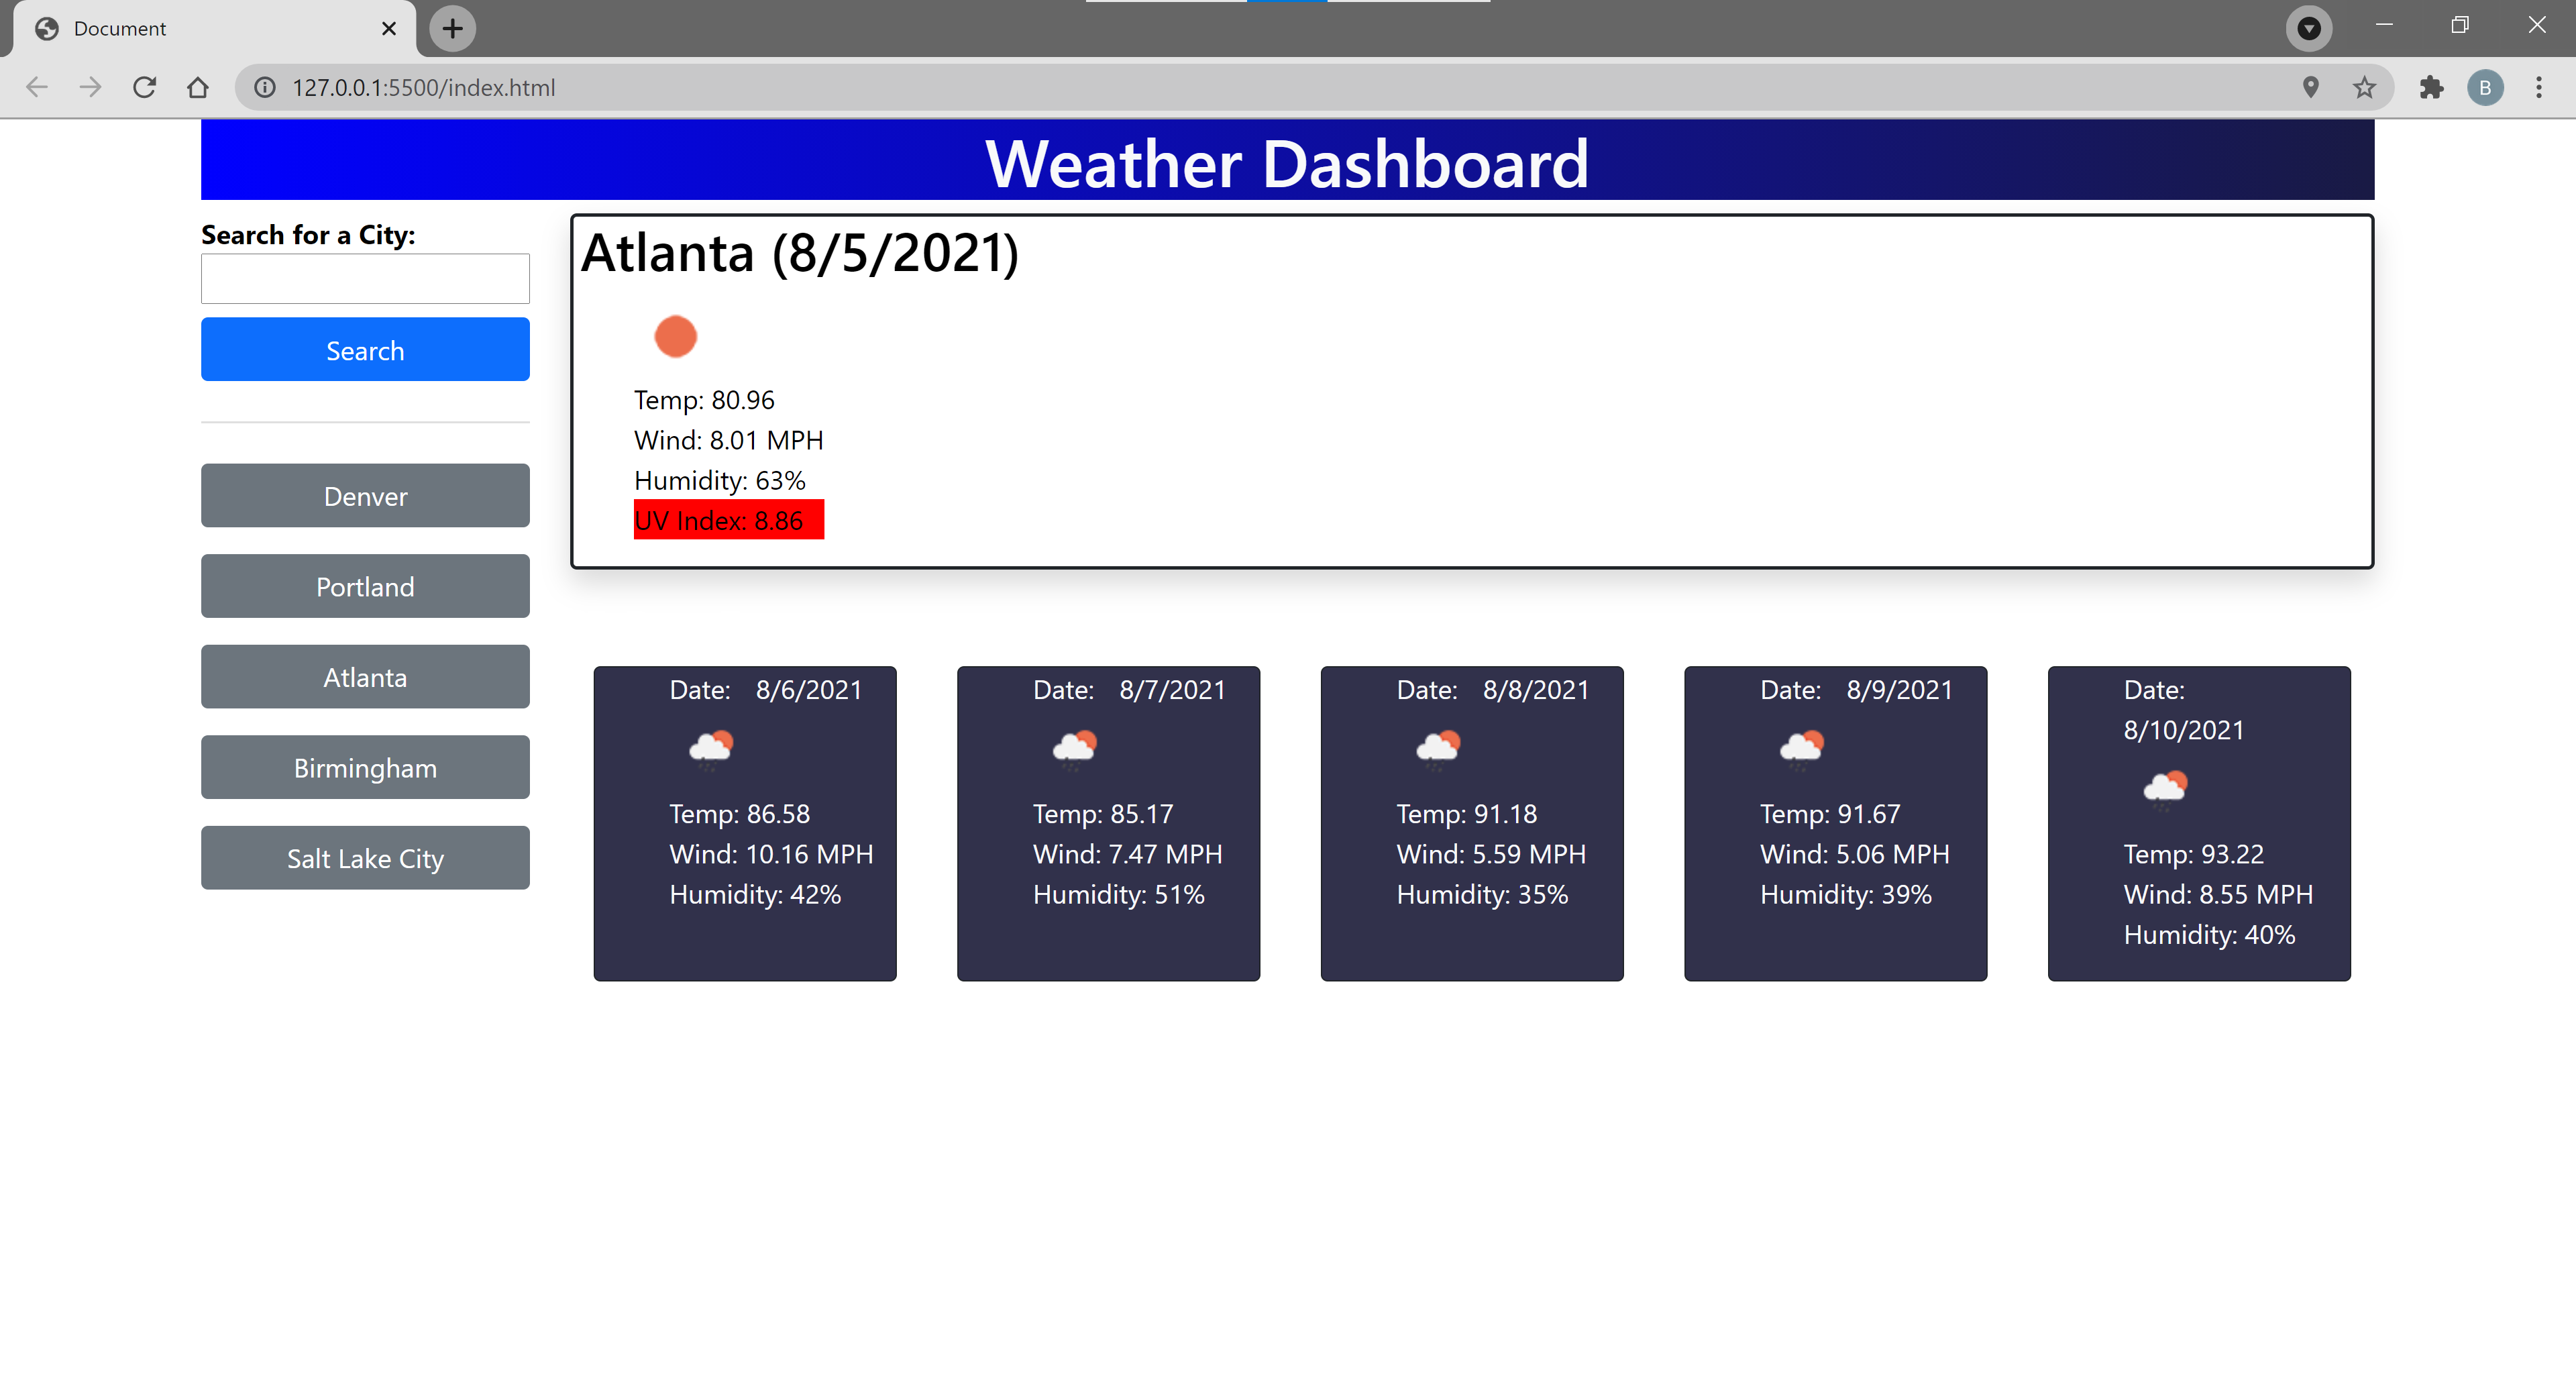 Document
127.0.0.1:5500/index.html
B
Weather Dashboard
Search for a City:
Search
Denver
Portland
Atlanta
Birmingham
Salt Lake City
Atlanta (8/5/2021)
Temp: 80.96
Wind: 8.01 MPH
Humidity: 63%
UV Index: 8.86
Date: 8/6/2021
Temp: 86.58
Wind: 10.16 MPH
Humidity: 42%
Date: 8/7/2021
Temp: 85.17
Wind: 7.47 MPH
Humidity: 51%
Date: 8/8/2021
Temp: 91.18
Wind: 5.59 MPH
Humidity: 35%
Date: 8/9/2021
Temp: 91.67
Wind: 5.06 MPH
Humidity: 39%
Date:
8/10/2021
Temp: 93.22
Wind: 8.55 MPH
Humidity: 40%